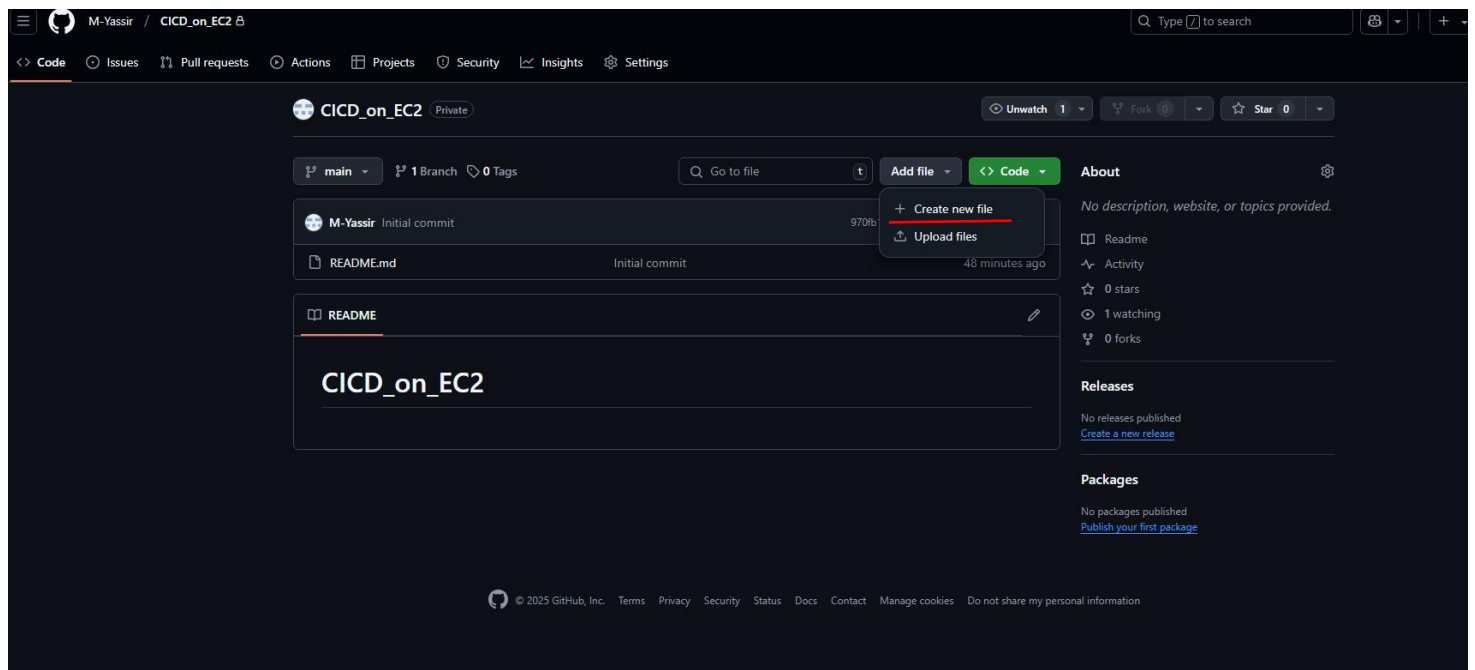 M-Yassir / CICD_on_EC2
Type / to search
Code Issues Pull requests Actions Projects Security Insights Settings
CICD_on_EC2 Private
Unwatch 1 Fork 0 Star 0
main 1 Branch 0 Tags
Go to file t Add file Code
Create new file
Upload files
M-Yassir Initial commit
README.md Initial commit 48 minutes ago
README
CICD_on_EC2
About
No description, website, or topics provided.
Readme
Activity
0 stars
1 watching
0 forks
Releases
No releases published
Create a new release
Packages
No packages published
Publish your first package
© 2025 GitHub, Inc. Terms Privacy Security Status Docs Contact Manage cookies Do not share my personal information